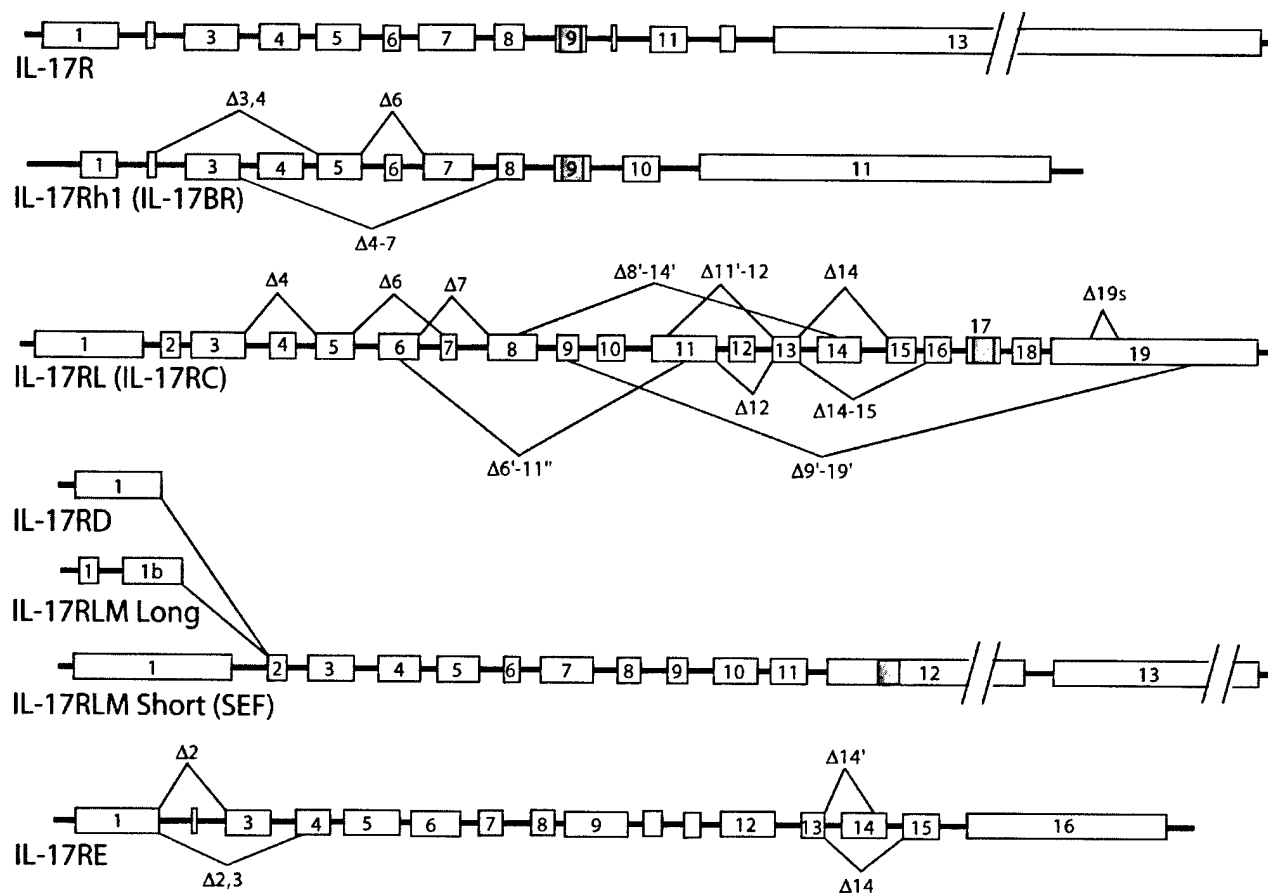 1 3 4 5 6 7 8 9 11 13
IL-17R
Δ3,4 Δ6
1 3 4 5 6 7 8 9 10 11
IL-17Rh1 (IL-17BR)
Δ4-7
Δ4 Δ6 Δ7 Δ8'-14' Δ11'-12 Δ14 Δ19s
17
1 2 3 4 5 6 7 8 9 10 11 12 13 14 15 16 18 19
IL-17RL (IL-17RC)
Δ12 Δ14-15
Δ6'-11" Δ9'-19'
1
IL-17RD
1 1b
IL-17RLM Long
1 2 3 4 5 6 7 8 9 10 11 12 13
IL-17RLM Short (SEF)
Δ2 Δ14'
1 3 4 5 6 7 8 9 12 13 14 15 16
IL-17RE
Δ2,3 Δ14